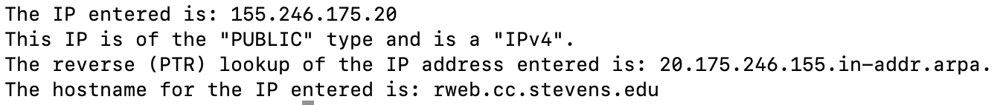 The IP entered is: 155.246.175.20
This IP is of the "PUBLIC" type and is a "IPv4".
The reverse (PTR) lookup of the IP address entered is: 20.175.246.155.in-addr.arpa.
The hostname for the IP entered is: rweb.cc.stevens.edu